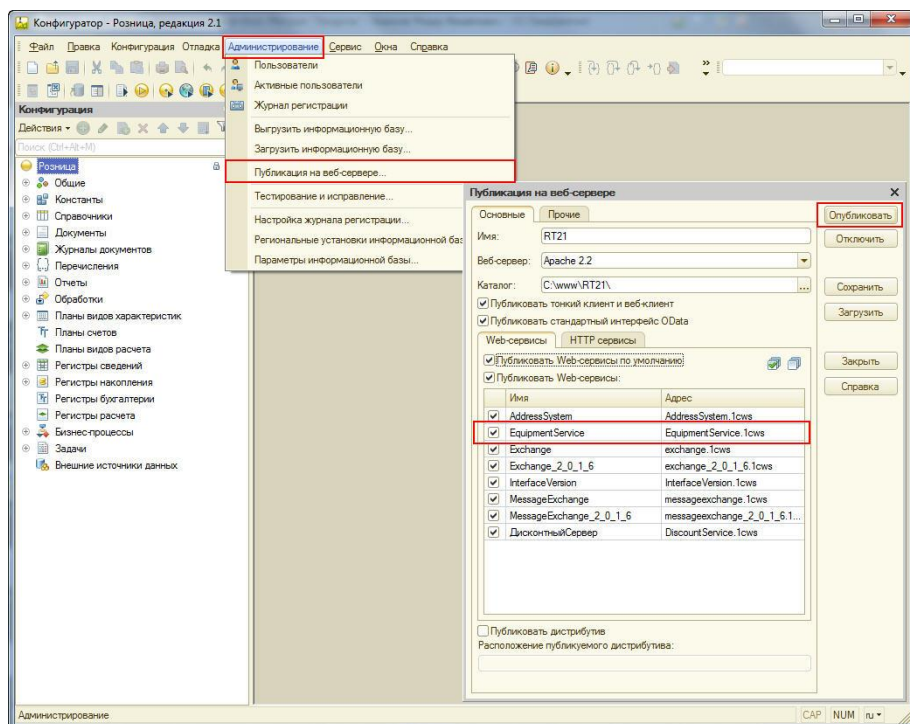 Конфигуратор - Розница, редакция 2.1
Файл Правка Конфигурация Отладка Администрирование Сервис Окна Справка
Пользователи
Активные пользователи
Журнал регистрации
Выгрузить информационную базу...
Загрузить информационную базу...
Публикация на веб-сервере...
Тестирование и исправление...
Настройка журнала регистрации...
Региональные установки информационной баз
Параметры информационной базы...
Конфигурация
Действия
Поиск (Ctrl+Alt+M)
Розница
Общие
Константы
Справочники
Документы
Журналы документов
Перечисления
Отчеты
Обработки
Планы видов характеристик
Планы счетов
Планы видов расчета
Регистры сведений
Регистры накопления
Регистры бухгалтерии
Регистры расчета
Бизнес-процессы
Задачи
Внешние источники данных
Публикация на веб-сервере
Основные Прочие
Опубликовать
Имя: RT21
Отключить
Веб-сервер: Apache 2.2
Каталог: C:\www\RT21\ ...
Сохранить
Публиковать тонкий клиент и веб-клиент
Загрузить
Публиковать стандартный интерфейс OData
Web-сервисы HTTP сервисы
Публиковать Web-сервисы по умолчанию
Закрыть
Публиковать Web-сервисы:
Справка
Имя Адрес
AddressSystem AddressSystem.1cws
EquipmentService EquipmentService.1cws
Exchange exchange.1cws
Exchange_2_0_1_6 exchange_2_0_1_6.1cws
InterfaceVersion InterfaceVersion.1cws
MessageExchange messageexchange.1cws
MessageExchange_2_0_1_6 messageexchange_2_0_1_6.1...
ДисконтныйСервер DiscountService.1cws
Публиковать дистрибутив
Расположение публикуемого дистрибутива:
Администрирование
CAP NUM ru